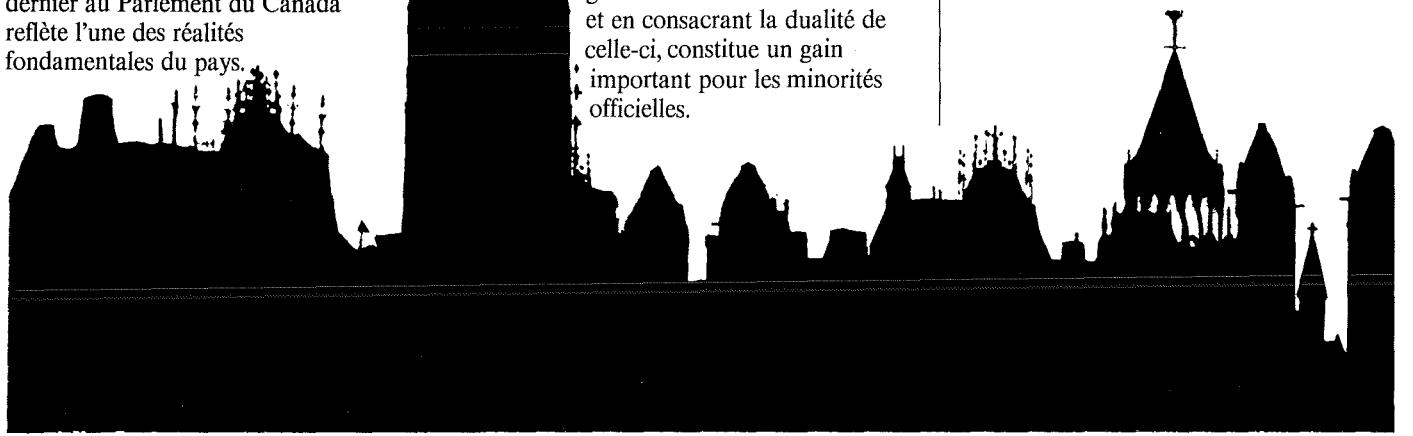 dernier au Parlement du Canada
reflète l'une des réalités
fondamentales du pays.
et en consacrant la dualité de
celle-ci, constitue un gain
important pour les minorités
officielles.